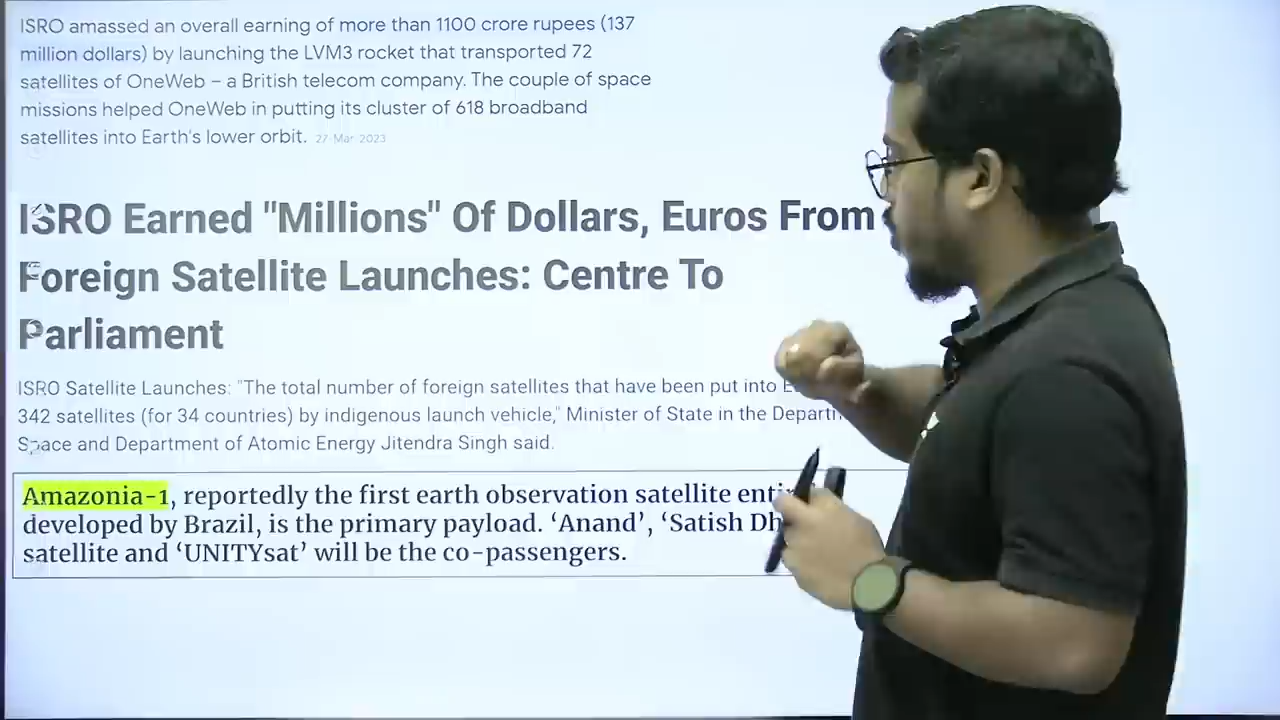 ISRO amassed an overall earning of more than 1100 crore rupees (137
million dollars) by launching the LVM3 rocket that transported 72
satellites of OneWeb – a British telecom company. The couple of space
missions helped OneWeb in putting its cluster of 618 broadband
satellites into Earth's lower orbit. 27-Mar-2023
ISRO Earned "Millions" Of Dollars, Euros From
Foreign Satellite Launches: Centre To
Parliament
ISRO Satellite Launches: "The total number of foreign satellites that have been put into
342 satellites (for 34 countries) by indigenous launch vehicle," Minister of State in the
Space and Department of Atomic Energy Jitendra Singh said.
Amazonia-1, reportedly the first earth observation satellite
developed by Brazil, is the primary payload. ‘Anand’, ‘Satish
satellite and ‘UNITYsat’ will be the co-passengers.